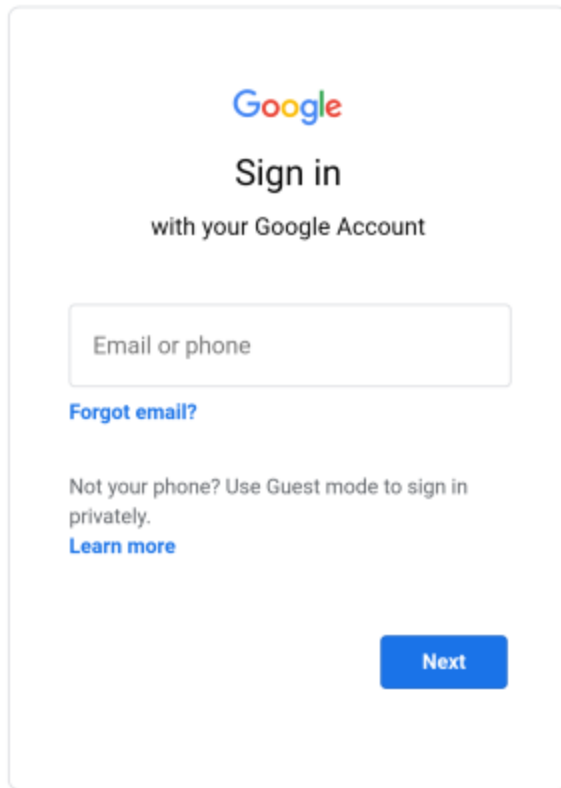 Google
Sign in
with your Google Account
Email or phone
Forgot email?
Not your phone? Use Guest mode to sign in
privately.
Learn more
Next